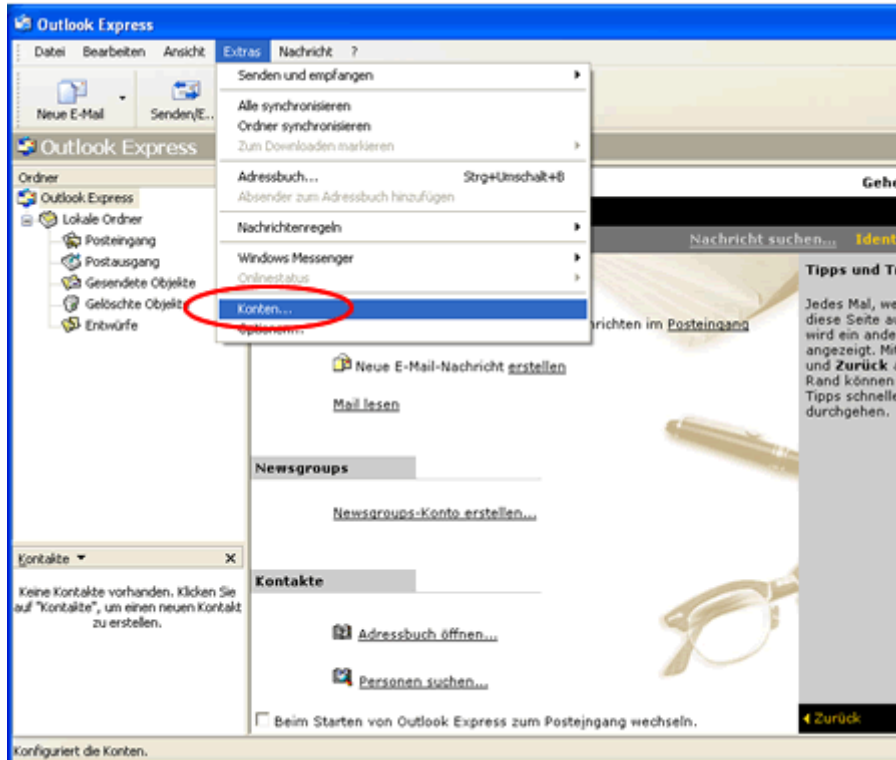 Outlook Express
Datei Bearbeiten Ansicht Extras Nachricht ?
Neue E-Mail Senden/E...
Senden und empfangen
Alle synchronisieren
Ordner synchronisieren
Zum Downloaden markieren
Adressbuch... Strg+Umschalt+B
Absender zum Adressbuch hinzufügen
Nachrichtenregeln
Windows Messenger
Onlinestatus
Konten...
Optionen...
Outlook Express
Ordner
Outlook Express
Lokale Ordner
Posteingang
Postausgang
Gesendete Objekte
Gelöschte Objekte
Entwürfe
Kontakte
Keine Kontakte vorhanden. Klicken Sie
auf "Kontakte", um einen neuen Kontakt
zu erstellen.
Gehe
Nachricht suchen... Ident
richten im Posteingang
Neue E-Mail-Nachricht erstellen
Mail lesen
Newsgroups
Newsgroups-Konto erstellen...
Kontakte
Adressbuch öffnen...
Personen suchen...
Beim Starten von Outlook Express zum Posteingang wechseln.
Tipps und T
Jedes Mal, we
diese Seite au
wird ein ande
angezeigt. Mit
und Zurück
Rand können
Tipps schnelle
durchgehen.
Zurück
Konfiguriert die Konten.